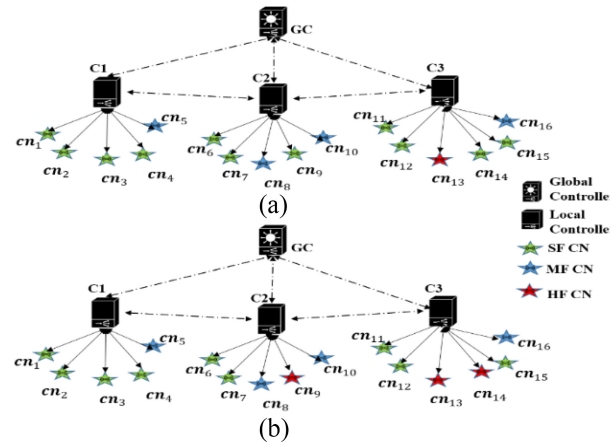 GC
C1
C2
C3
cn₁
cn₂
cn₃
cn₄
cn₅
cn₆
cn₇
cn₈
cn₉
cn₁₀
cn₁₁
cn₁₂
cn₁₃
cn₁₄
cn₁₅
cn₁₆
(a)
Global
Controlle
Local
Controlle
SF CN
MF CN
HF CN
GC
C1
C2
C3
cn₁
cn₂
cn₃
cn₄
cn₅
cn₆
cn₇
cn₈
cn₉
cn₁₀
cn₁₁
cn₁₂
cn₁₃
cn₁₄
cn₁₅
cn₁₆
(b)